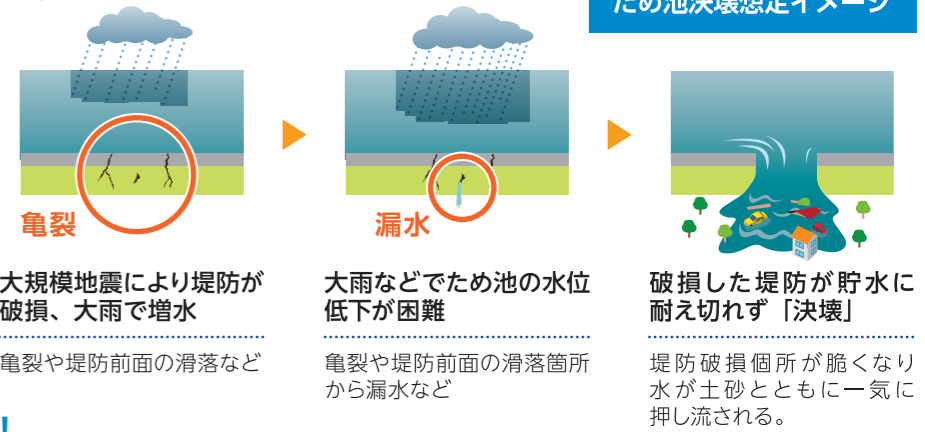 ため池決壊想定イメージ
亀裂
大規模地震により堤防が
破損、大雨で増水
亀裂や堤防前面の滑落など
漏水
大雨などでため池の水位
低下が困難
亀裂や堤防前面の滑落箇所
から漏水など
破損した堤防が貯水に
耐え切れず「決壊」
堤防破損個所が脆くなり
水が土砂とともに一気に
押し流される。